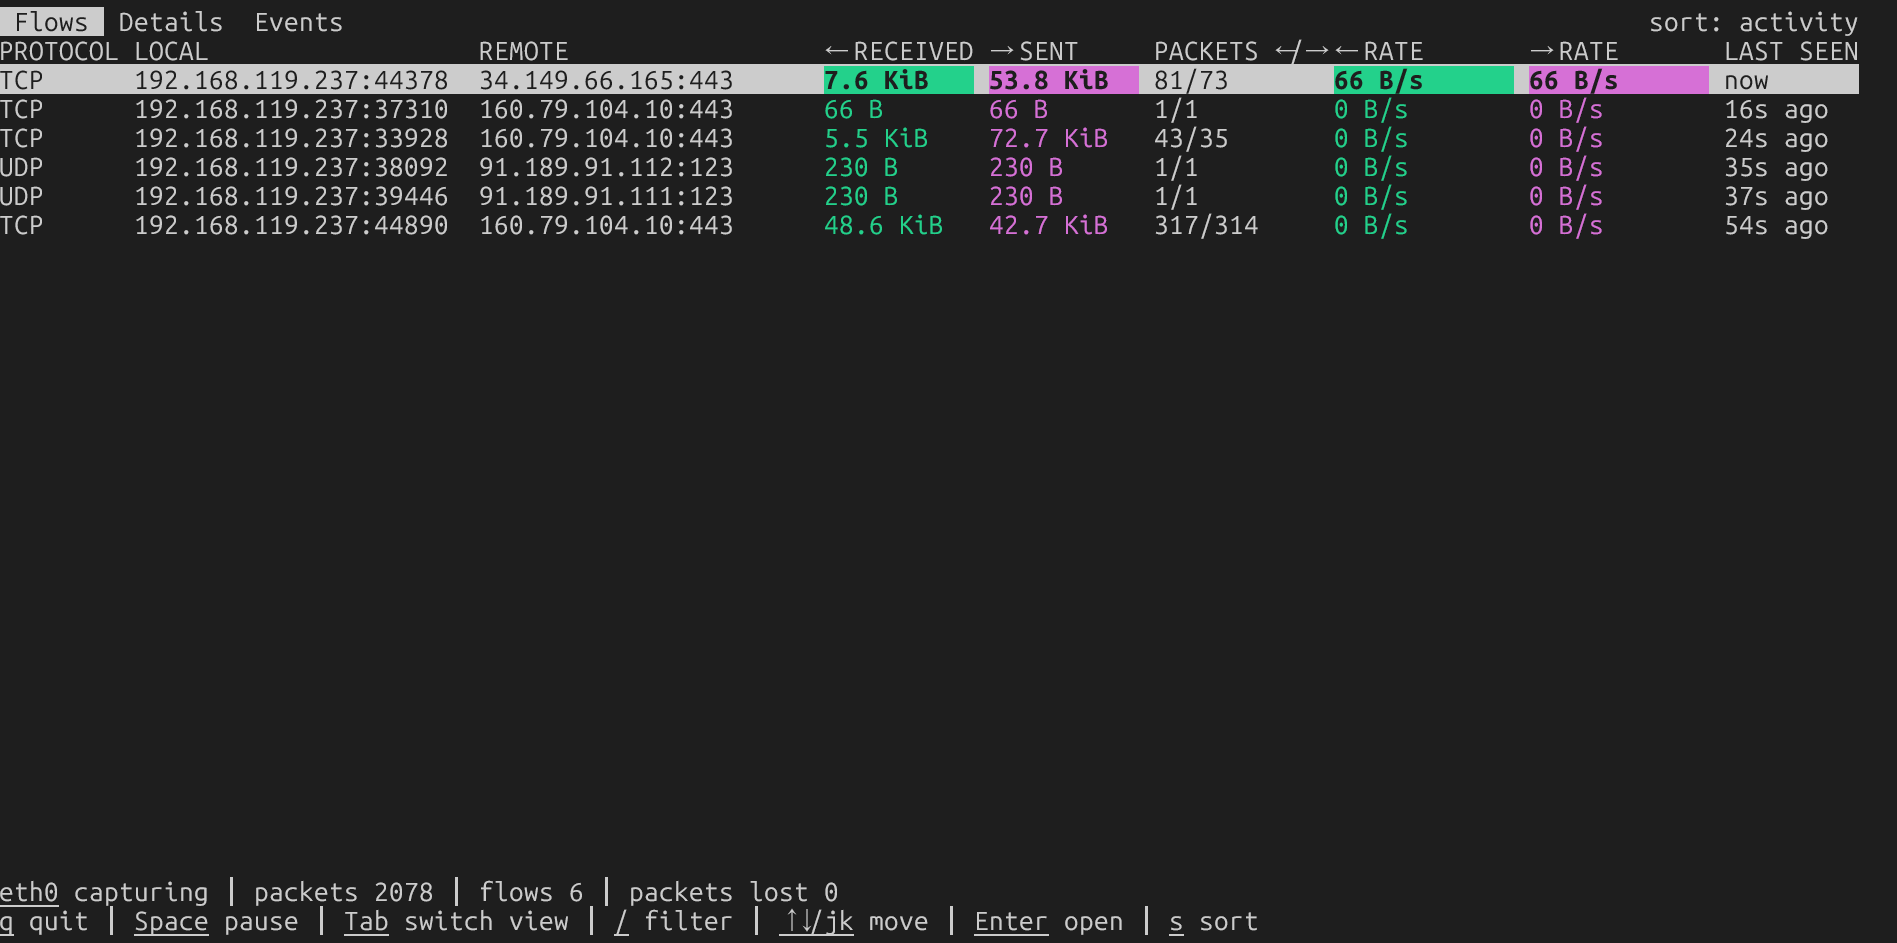 Flows Details Events sort: activity
PROTOCOL LOCAL REMOTE ←RECEIVED →SENT PACKETS ←/→ ←RATE →RATE LAST SEEN
TCP 192.168.119.237:44378 34.149.66.165:443 7.6 KiB 53.8 KiB 81/73 66 B/s 66 B/s now
TCP 192.168.119.237:37310 160.79.104.10:443 66 B 66 B 1/1 0 B/s 0 B/s 16s ago
TCP 192.168.119.237:33928 160.79.104.10:443 5.5 KiB 72.7 KiB 43/35 0 B/s 0 B/s 24s ago
UDP 192.168.119.237:38092 91.189.91.112:123 230 B 230 B 1/1 0 B/s 0 B/s 35s ago
UDP 192.168.119.237:39446 91.189.91.111:123 230 B 230 B 1/1 0 B/s 0 B/s 37s ago
TCP 192.168.119.237:44890 160.79.104.10:443 48.6 KiB 42.7 KiB 317/314 0 B/s 0 B/s 54s ago
eth0 capturing │ packets 2078 │ flows 6 │ packets lost 0
q quit │ Space pause │ Tab switch view │ / filter │ ↑↓/jk move │ Enter open │ s sort